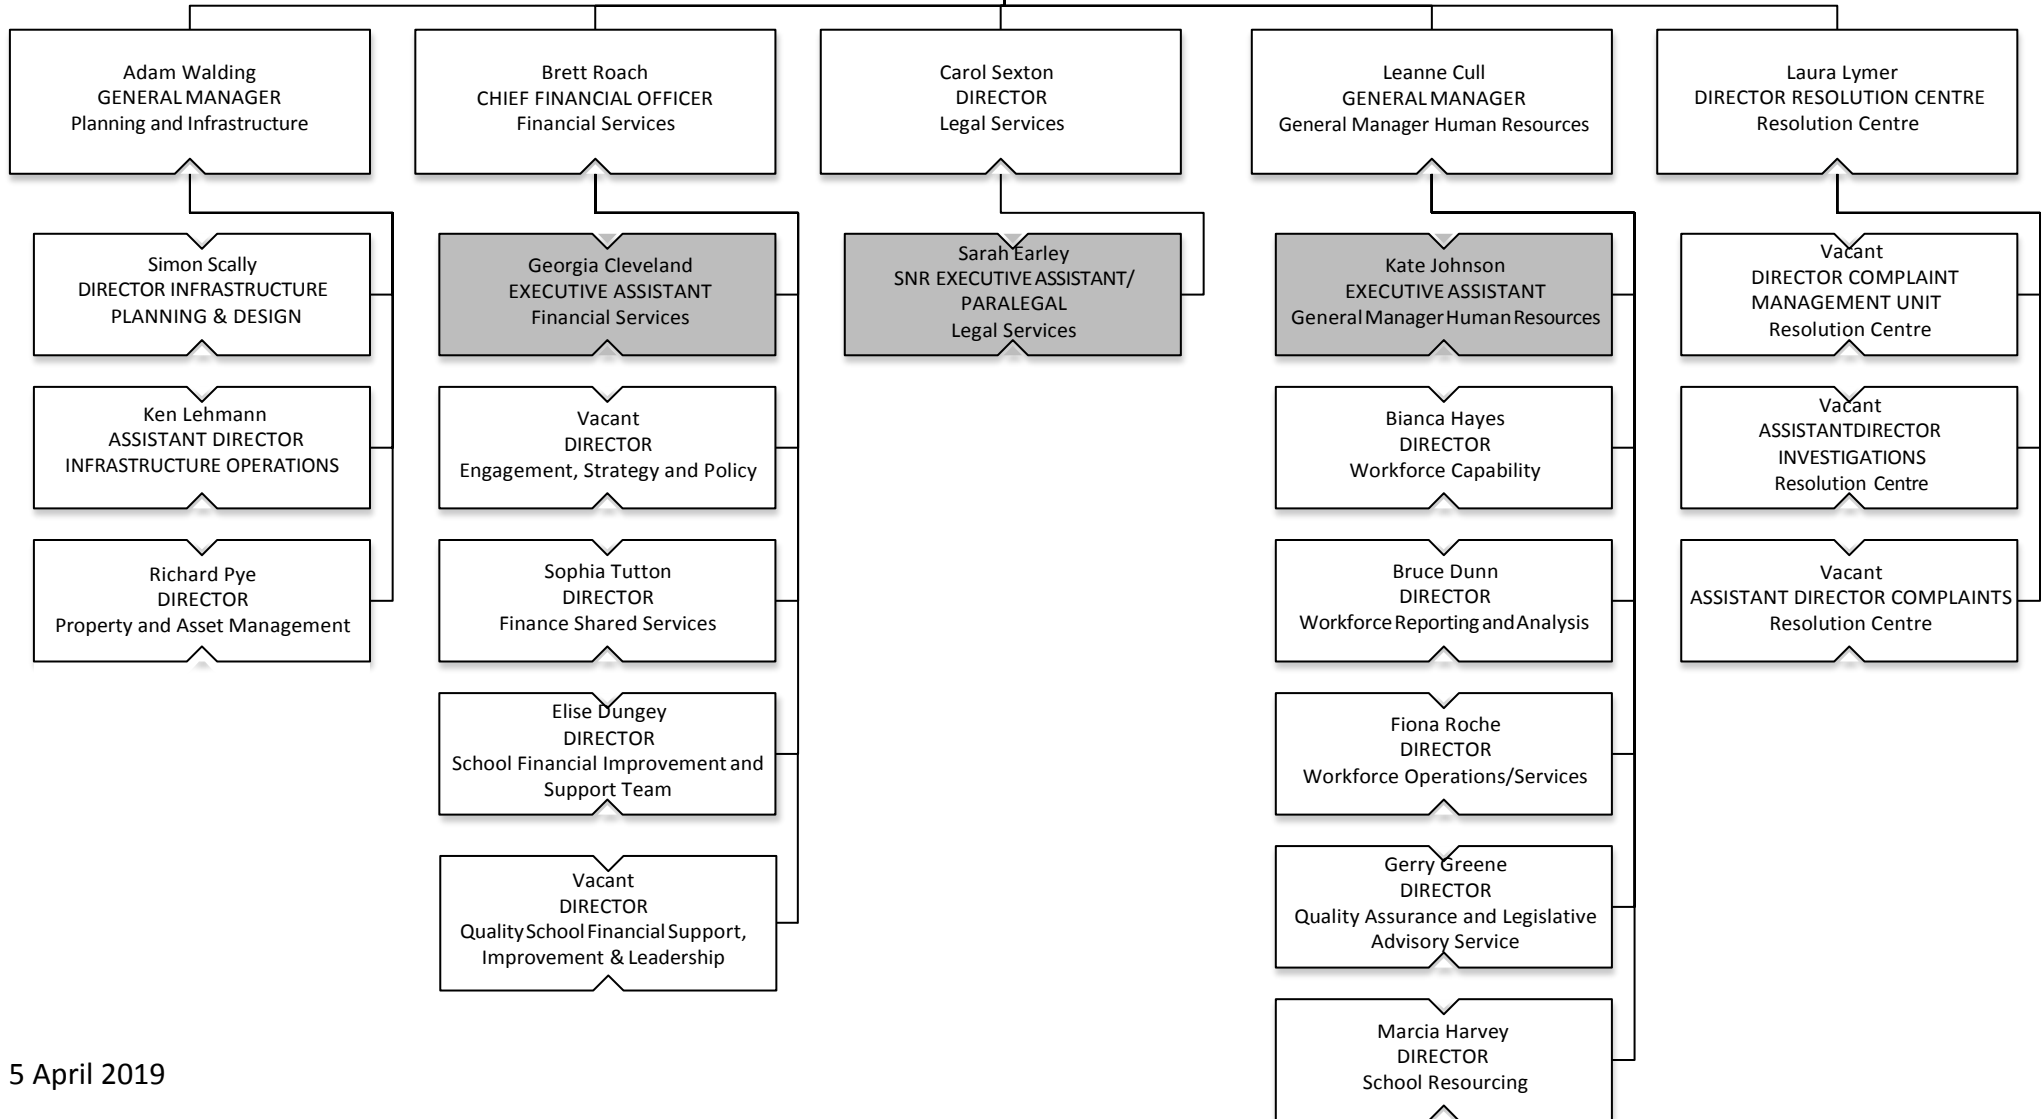 Adam Walding
GENERAL MANAGER
Planning and Infrastructure
Brett Roach
CHIEF FINANCIAL OFFICER
Financial Services
Carol Sexton
DIRECTOR
Legal Services
Leanne Cull
GENERAL MANAGER
General Manager Human Resources
Laura Lymer
DIRECTOR RESOLUTION CENTRE
Resolution Centre
Simon Scally
DIRECTOR INFRASTRUCTURE
PLANNING & DESIGN
Ken Lehmann
ASSISTANT DIRECTOR
INFRASTRUCTURE OPERATIONS
Richard Pye
DIRECTOR
Property and Asset Management
Georgia Cleveland
EXECUTIVE ASSISTANT
Financial Services
Vacant
DIRECTOR
Engagement, Strategy and Policy
Sophia Tutton
DIRECTOR
Finance Shared Services
Elise Dungey
DIRECTOR
School Financial Improvement and
Support Team
Vacant
DIRECTOR
Quality School Financial Support,
Improvement & Leadership
Sarah Earley
SNR EXECUTIVE ASSISTANT/
PARALEGAL
Legal Services
Kate Johnson
EXECUTIVE ASSISTANT
General Manager Human Resources
Bianca Hayes
DIRECTOR
Workforce Capability
Bruce Dunn
DIRECTOR
Workforce Reporting and Analysis
Fiona Roche
DIRECTOR
Workforce Operations/Services
Gerry Greene
DIRECTOR
Quality Assurance and Legislative
Advisory Service
Marcia Harvey
DIRECTOR
School Resourcing
Vacant
DIRECTOR COMPLAINT
MANAGEMENT UNIT
Resolution Centre
Vacant
ASSISTANT DIRECTOR
INVESTIGATIONS
Resolution Centre
Vacant
ASSISTANT DIRECTOR COMPLAINTS
Resolution Centre
5 April 2019